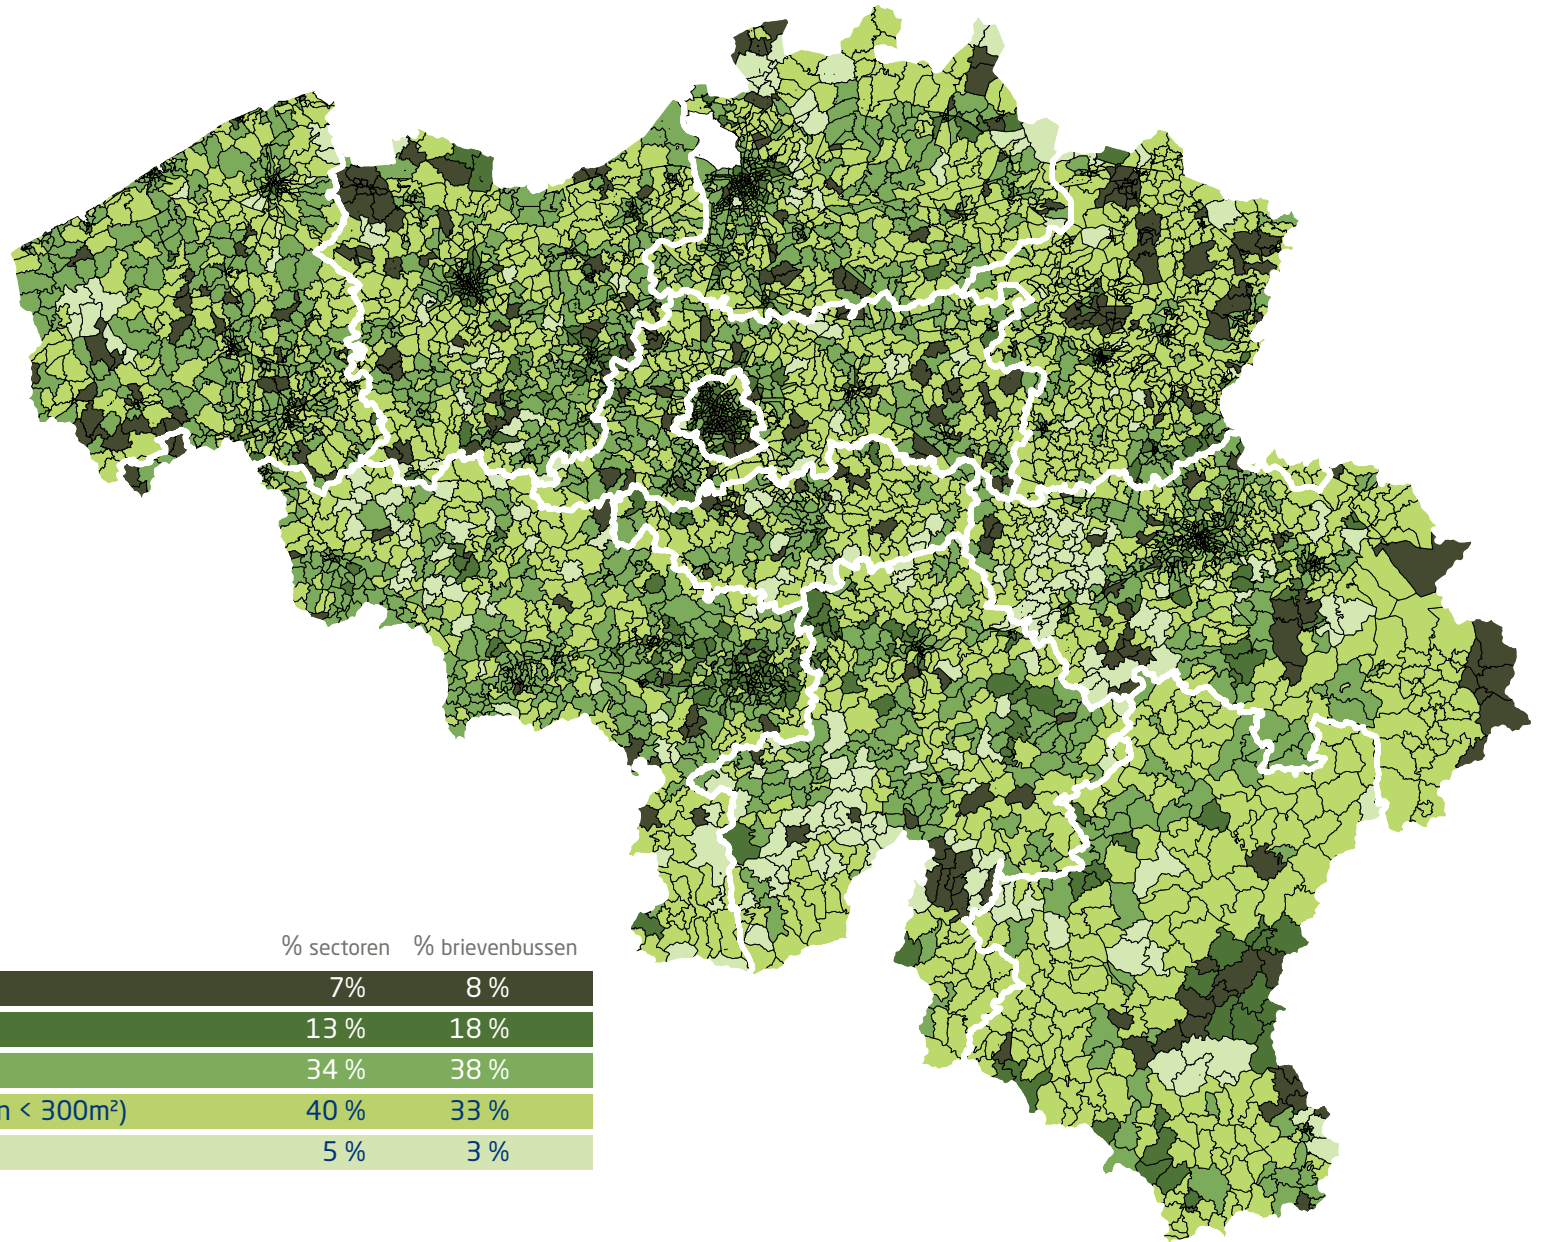 % sectoren % brievenbussen
7% 8 %
13 % 18 %
34 % 38 %
n < 300m²) 40 % 33 %
5 % 3 %